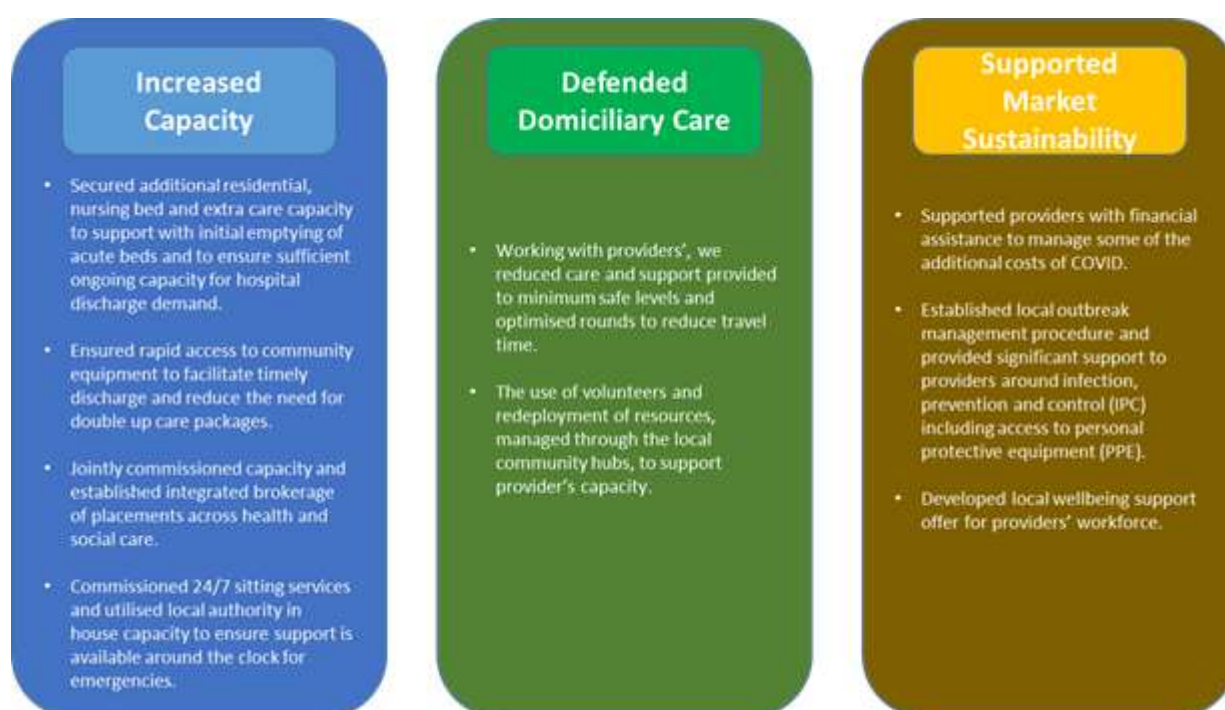 Increased
Capacity
• Secured additional residential,
nursing bed and extra care capacity
to support with initial emptying of
acute beds and to ensure sufficient
ongoing capacity for hospital
discharge demand.
• Ensured rapid access to community
equipment to facilitate timely
discharge and reduce the need for
double up care packages.
• Jointly commissioned capacity and
established integrated brokerage
of placements across health and
social care.
• Commissioned 24/7 sitting services
and utilised local authority in
house capacity to ensure support is
available around the clock for
emergencies.
Defended
Domiciliary Care
• Working with providers’, we
reduced care and support provided
to minimum safe levels and
optimised rounds to reduce travel
time.
• The use of volunteers and
redeployment of resources,
managed through the local
community hubs, to support
provider’s capacity.
Supported
Market
Sustainability
• Supported providers with financial
assistance to manage some of the
additional costs of COVID.
• Established local outbreak
management procedure and
provided significant support to
providers around infection,
prevention and control (IPC)
including access to personal
protective equipment (PPE).
• Developed local wellbeing support
offer for providers’ workforce.